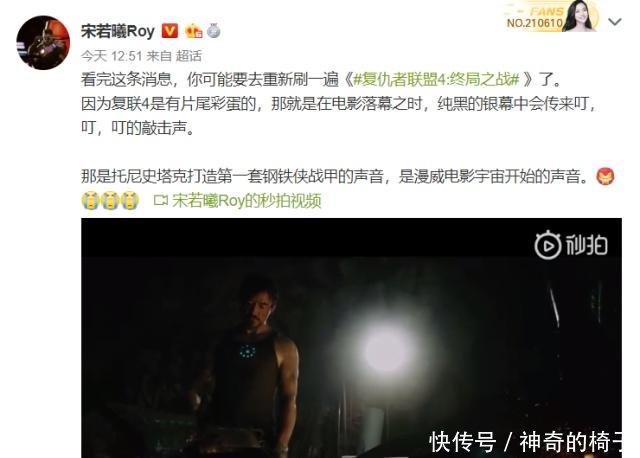 宋若曦Roy
FANS
NO.210610
今天 12:51 来自 超话
看完这条消息，你可能要去重新刷一遍《#复仇者联盟4:终局之战# 》了。
因为复联4是有片尾彩蛋的，那就是在电影落幕之时，纯黑的银幕中会传来叮，
叮，叮的敲击声。
那是托尼史塔克打造第一套钢铁侠战甲的声音，是漫威电影宇宙开始的声音。
宋若曦Roy的秒拍视频
秒拍
快传号 / 神奇的椅子